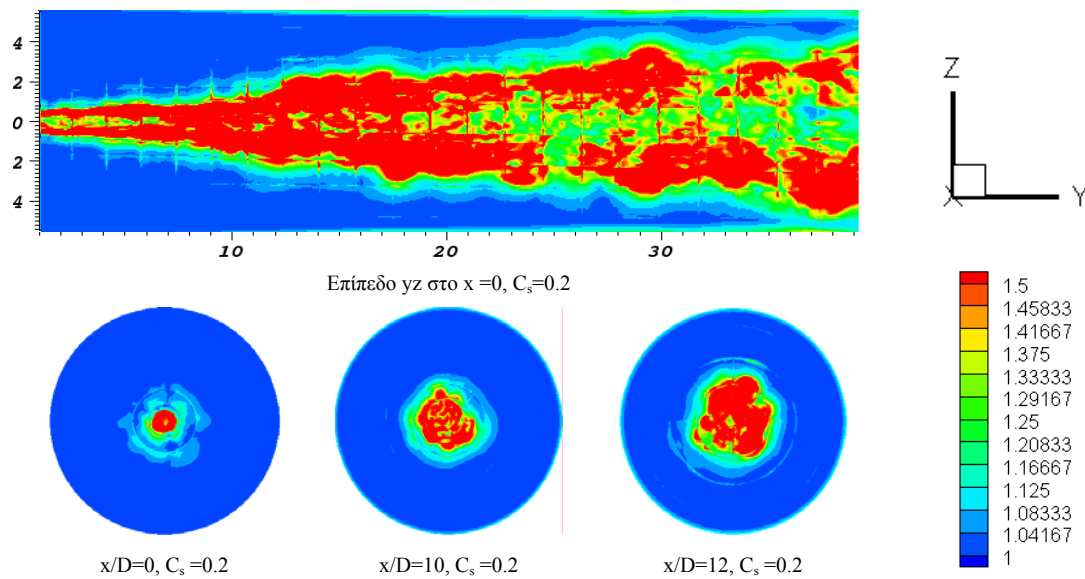 4
2
0
2
4
10 20 30
Επίπεδο yz στο x =0, Cs=0.2
Z
X
Y
1.5
1.45833
1.41667
1.375
1.33333
1.29167
1.25
1.20833
1.16667
1.125
1.08333
1.04167
1
x/D=0, Cs =0.2
x/D=10, Cs =0.2
x/D=12, Cs =0.2